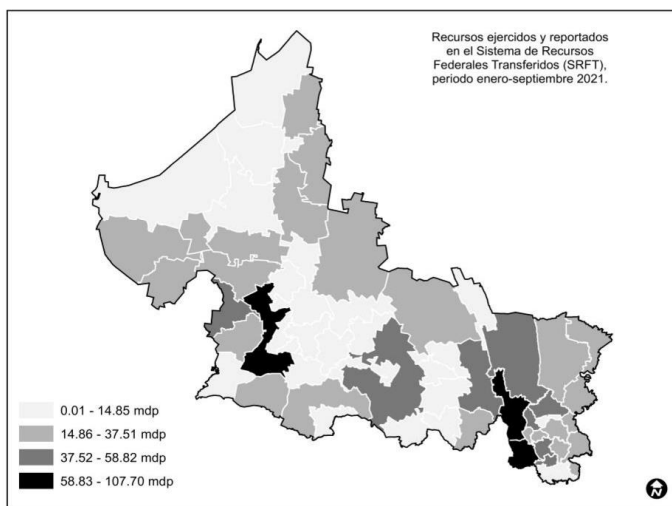 Recursos ejercidos y reportados
en el Sistema de Recursos
Federales Transferidos (SRFT),
periodo enero-septiembre 2021.
0.01 - 14.85 mdp
14.86 - 37.51 mdp
37.52 - 58.82 mdp
58.83 - 107.70 mdp
N